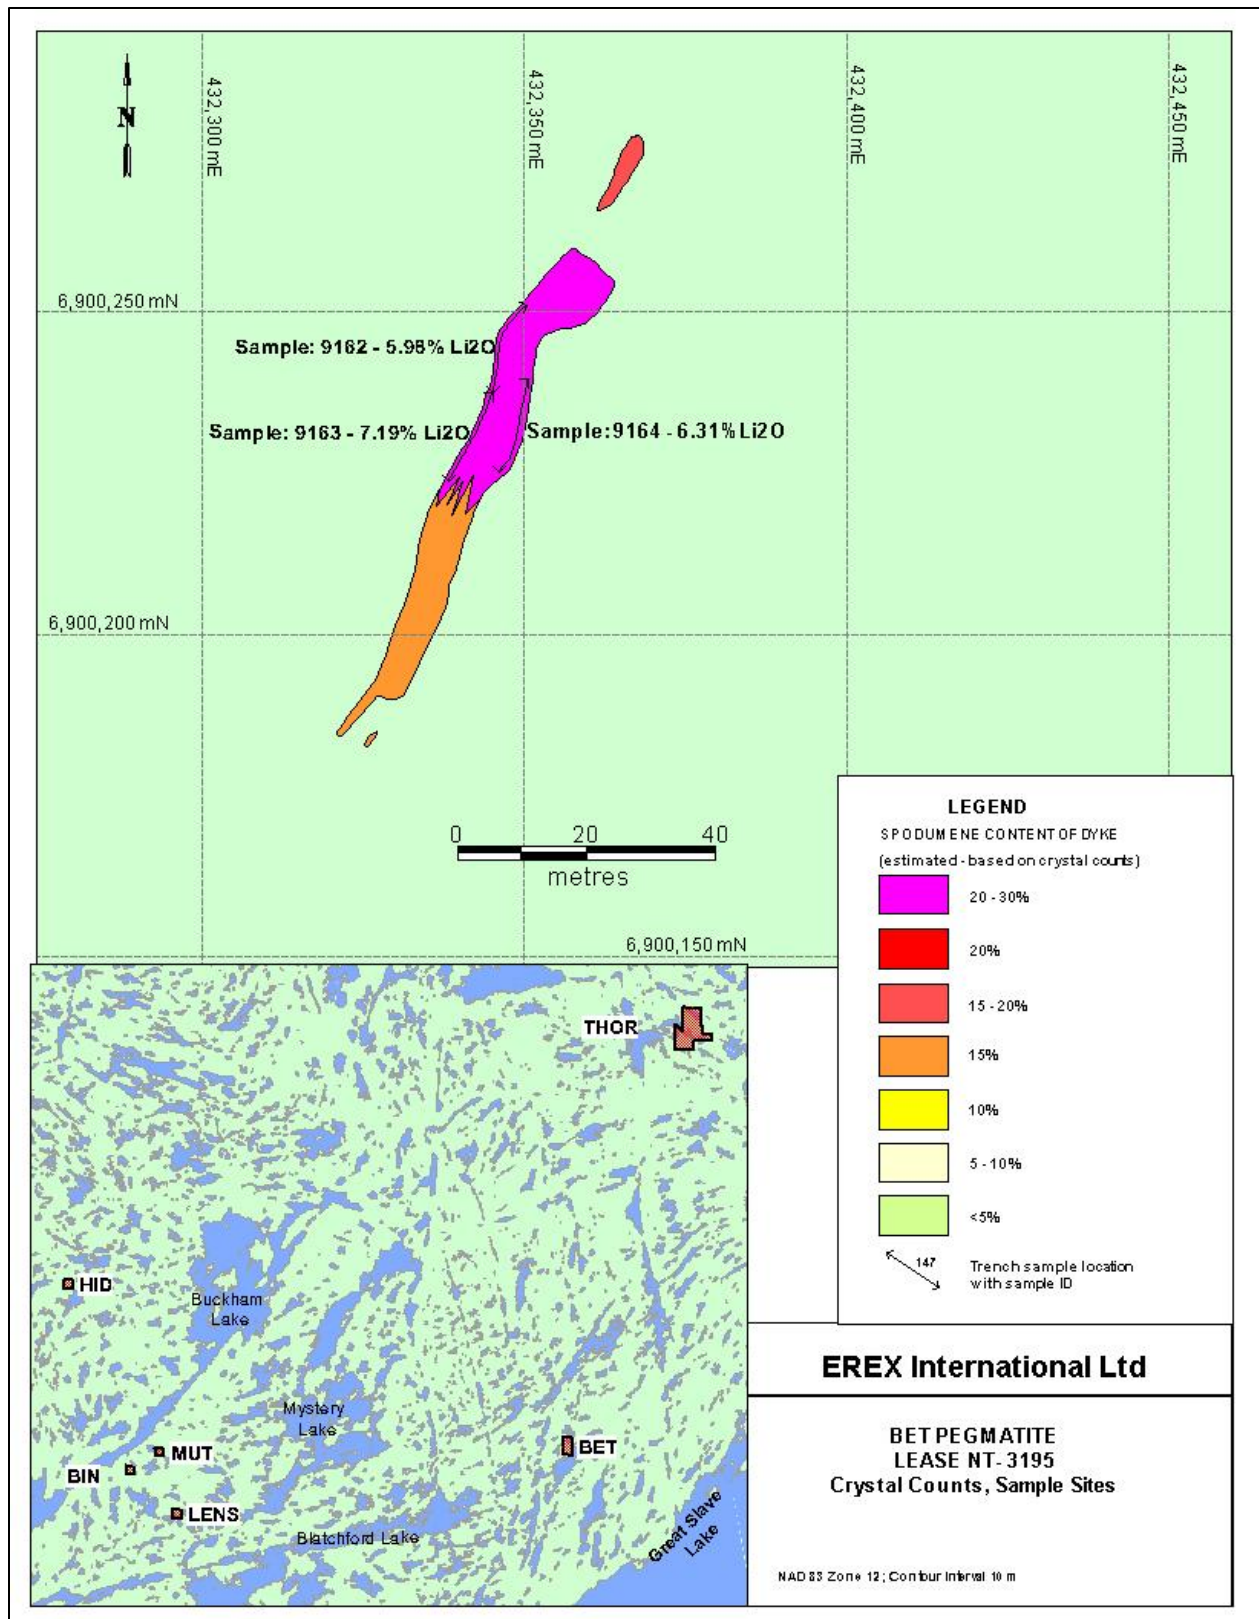 N
432,300 mE
432,350 mE
432,400 mE
432,450 mE
6,900,250 mN
Sample: 9162 - 5.98% Li2O
Sample: 9163 - 7.19% Li2O
Sample: 9164 - 6.31% Li2O
6,900,200 mN
0 20 40
metres
6,900,150 mN
LEGEND
SPODUMENE CONTENT OF DYKE
(estimated - based on crystal counts)
20 - 30%
20%
15 - 20%
15%
10%
5 - 10%
<5%
147
Trench sample location
with sample ID
THOR
HID
Buckham
Lake
Mystery
Lake
MUT
BIN
BET
LENS
Blatchford Lake
Great Slave
Lake
EREX International Ltd
BET PEGMATITE
LEASE NT- 3195
Crystal Counts, Sample Sites
NAD 83 Zone 12; Contour Interval 10 m